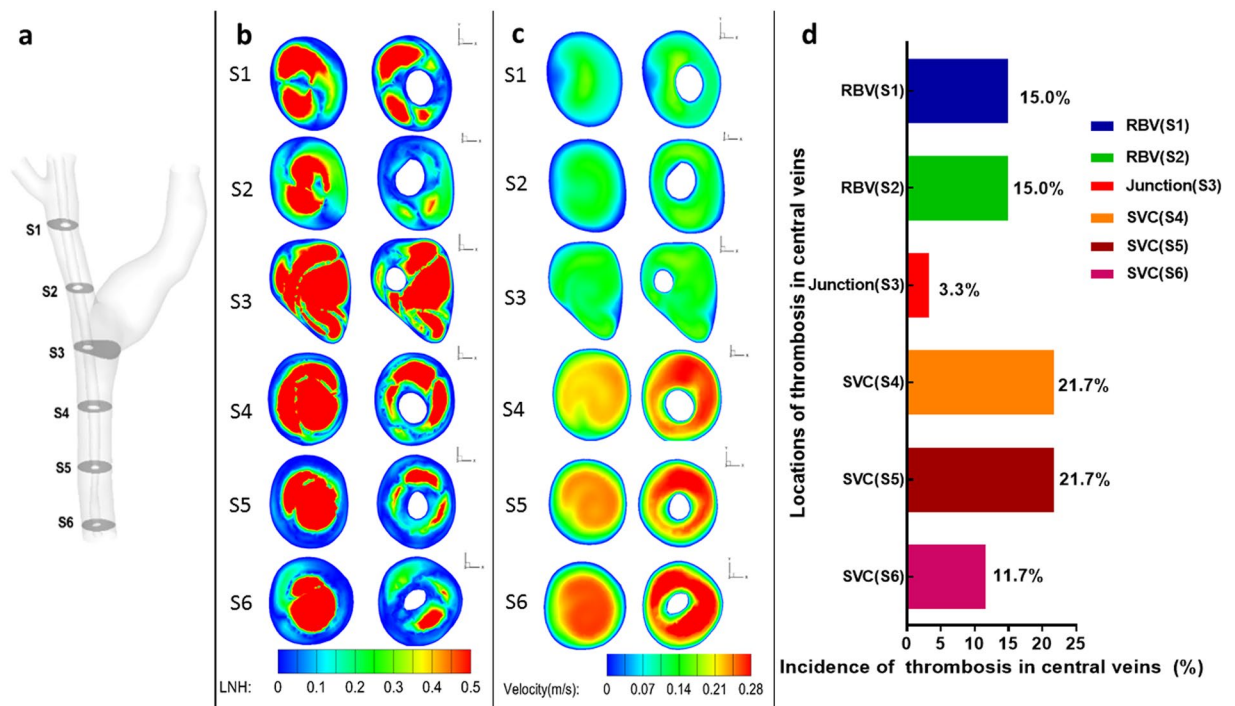 a
S1
S2
S3
S4
S5
S6
b
S1
S2
S3
S4
S5
S6
LNH:
0 0.1 0.2 0.3 0.4 0.5
c
S1
S2
S3
S4
S5
S6
Velocity(m/s):
0 0.07 0.14 0.21 0.28
d
Locations of thrombosis in central veins
RBV(S1)
15.0%
RBV(S2)
15.0%
Junction(S3)
3.3%
SVC(S4)
21.7%
SVC(S5)
21.7%
SVC(S6)
11.7%
0 5 10 15 20 25
Incidence of thrombosis in central veins (%)
RBV(S1)
RBV(S2)
Junction(S3)
SVC(S4)
SVC(S5)
SVC(S6)